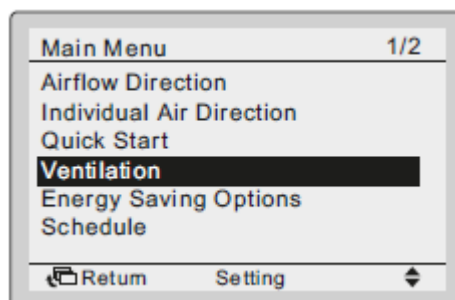 Main Menu 1/2
Airflow Direction
Individual Air Direction
Quick Start
Ventilation
Energy Saving Options
Schedule
Return Setting